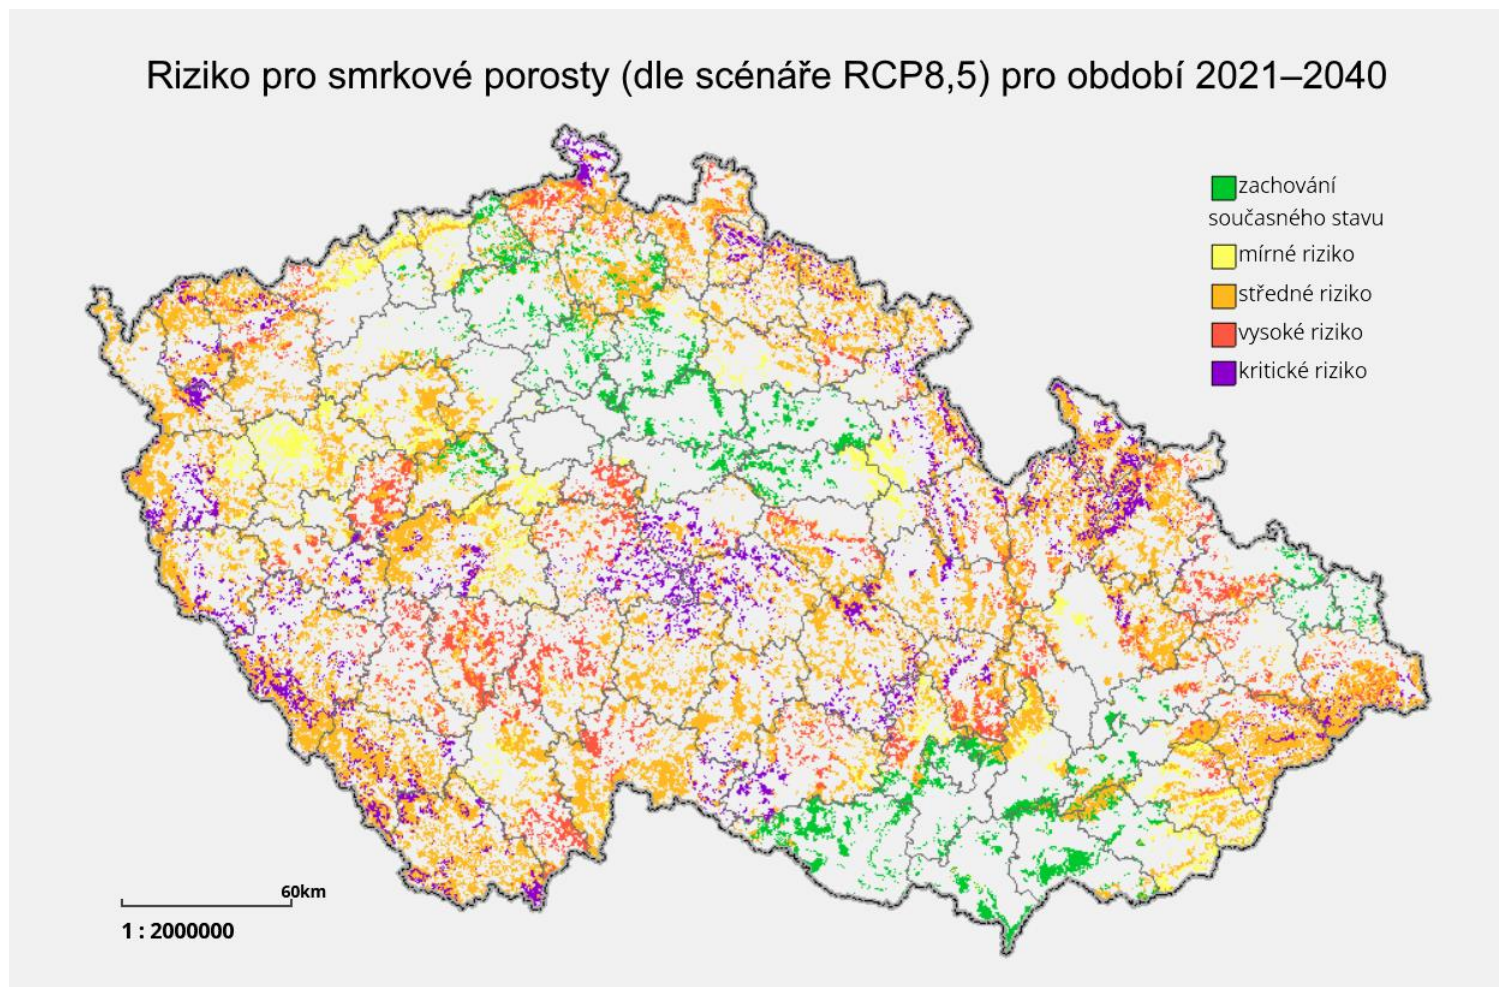 Riziko pro smrkové porosty (dle scénáře RCP8,5) pro období 2021–2040
zachování
současného stavu
mírné riziko
středné riziko
vysoké riziko
kritické riziko
60km
1 : 2000000